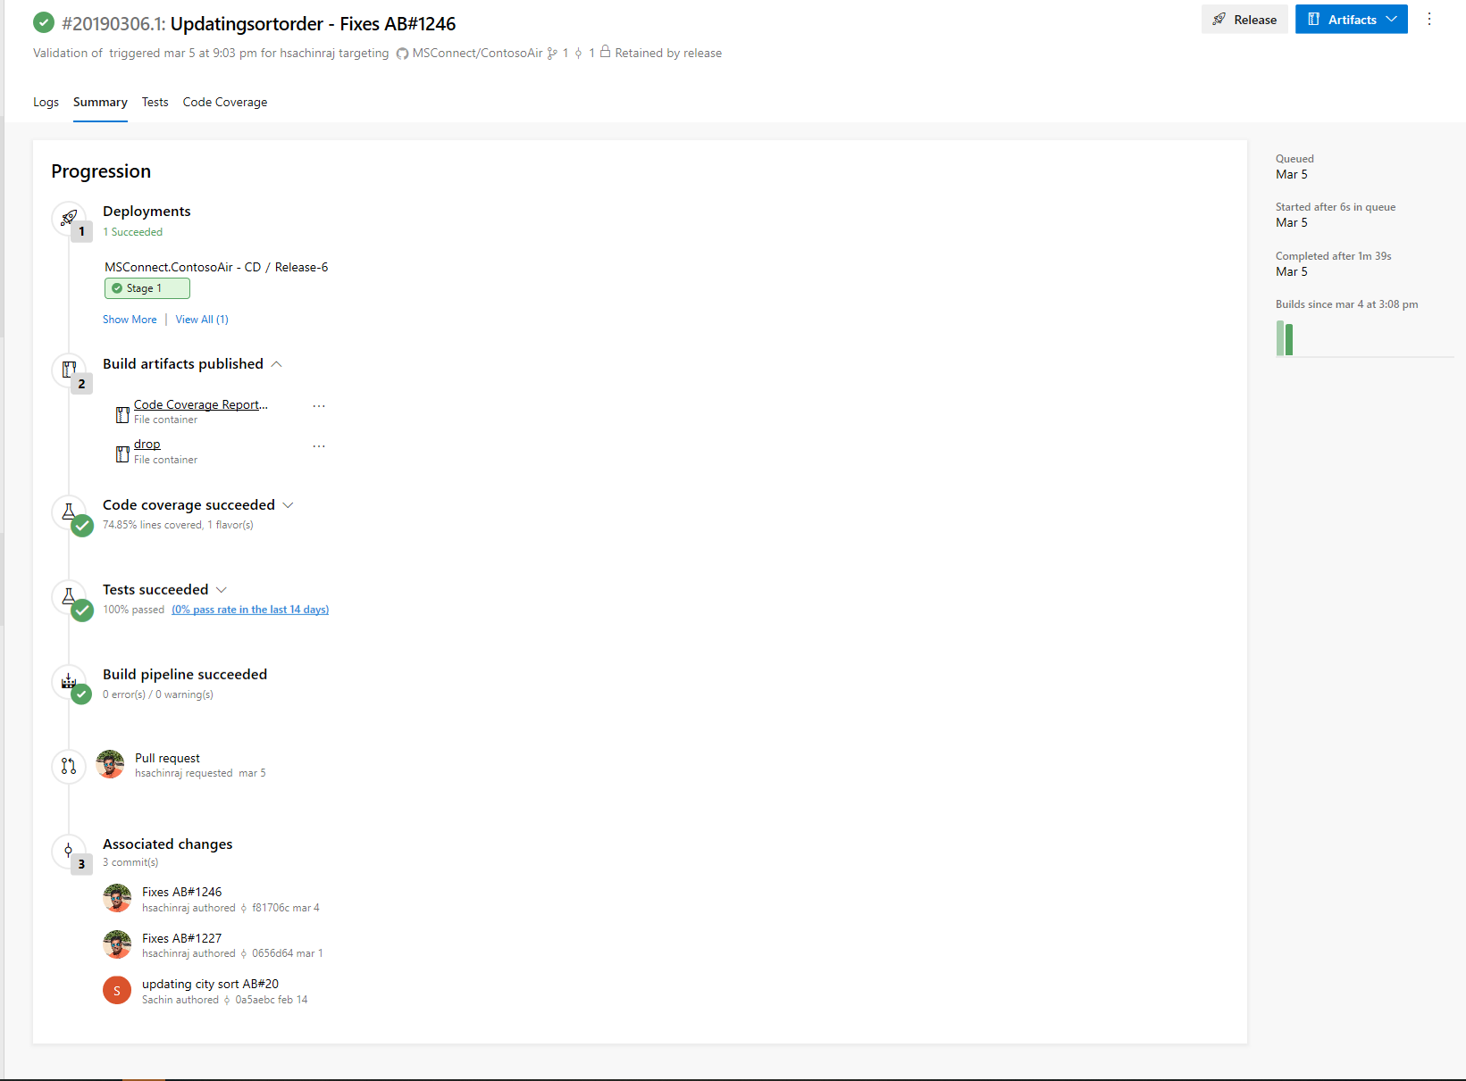 #20190306.1: Updatingsortorder - Fixes AB#1246
Release
Artifacts
Validation of triggered mar 5 at 9:03 pm for hsachinraj targeting MSConnect/ContosoAir 1 1 Retained by release
Logs Summary Tests Code Coverage
Progression
Deployments
1
1 Succeeded
MSConnect.ContosoAir - CD / Release-6
Stage 1
Show More | View All (1)
Build artifacts published
2
Code Coverage Report...
...
File container
drop
...
File container
Code coverage succeeded
74.85% lines covered, 1 flavor(s)
Tests succeeded
100% passed (0% pass rate in the last 14 days)
Build pipeline succeeded
0 error(s) / 0 warning(s)
Pull request
hsachinraj requested mar 5
Associated changes
3
3 commit(s)
Fixes AB#1246
hsachinraj authored f81706c mar 4
Fixes AB#1227
hsachinraj authored 0656d64 mar 1
S
updating city sort AB#20
Sachin authored 0a5aebc feb 14
Queued
Mar 5
Started after 6s in queue
Mar 5
Completed after 1m 39s
Mar 5
Builds since mar 4 at 3:08 pm